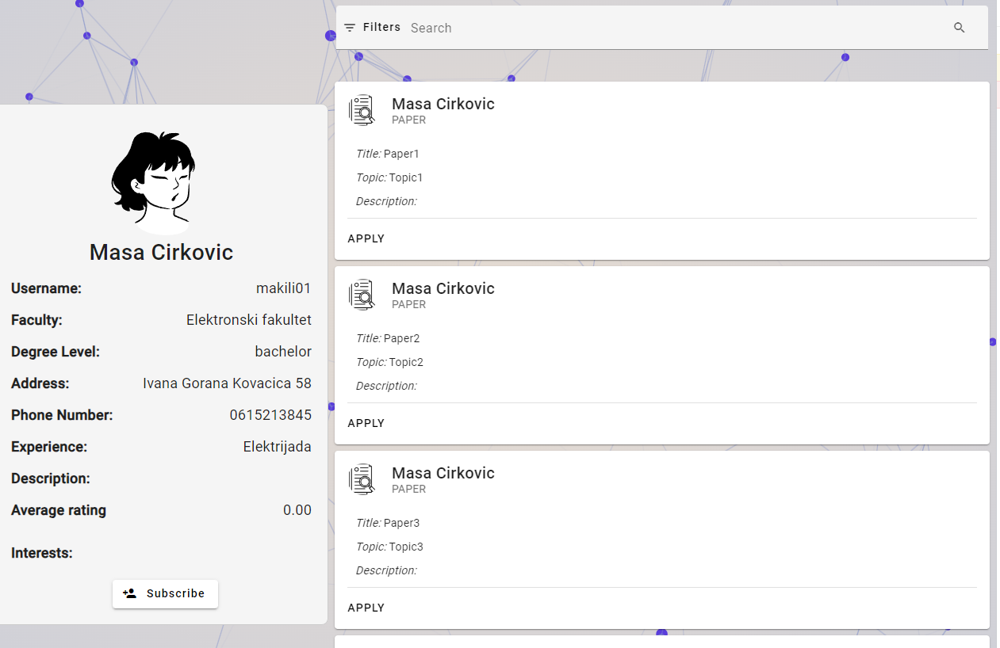 Filters Search
Masa Cirkovic
Username: makili01
Faculty: Elektronski fakultet
Degree Level: bachelor
Address: Ivana Gorana Kovacica 58
Phone Number: 0615213845
Experience: Elektrijada
Description:
Average rating 0.00
Interests:
Subscribe
Masa Cirkovic
PAPER
Title: Paper1
Topic: Topic1
Description:
APPLY
Masa Cirkovic
PAPER
Title: Paper2
Topic: Topic2
Description:
APPLY
Masa Cirkovic
PAPER
Title: Paper3
Topic: Topic3
Description:
APPLY